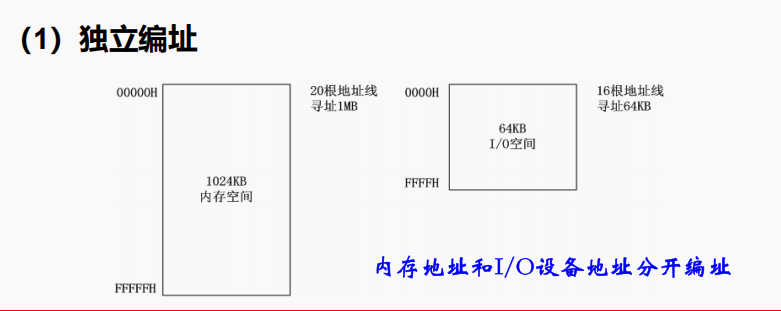 （1）独立编址
00000H
20根地址线
寻址1MB
1024KB
内存空间
FFFFFH
0000H
16根地址线
寻址64KB
64KB
I/O空间
FFFFH
内存地址和I/O设备地址分开编址